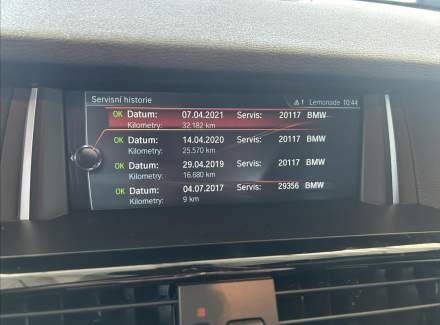 Servisní historie 1 Lemonade 10:44
OK Datum: 07.04.2021 Servis: 20117 BMW
Kilometry: 32.182 km
OK Datum: 14.04.2020 Servis: 20117 BMW
Kilometry: 25.570 km
OK Datum: 29.04.2019 Servis: 20117 BMW
Kilometry: 16.680 km
OK Datum: 04.07.2017 Servis: 29356 BMW
Kilometry: 9 km